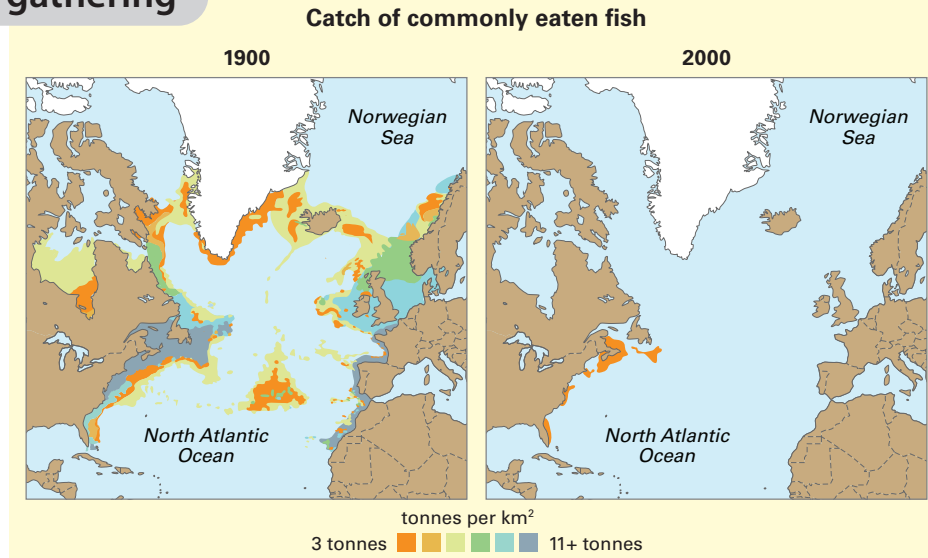 gathering
Catch of commonly eaten fish
1900
2000
Norwegian
Sea
North Atlantic
Ocean
Norwegian
Sea
North Atlantic
Ocean
tonnes per km²
3 tonnes 11+ tonnes